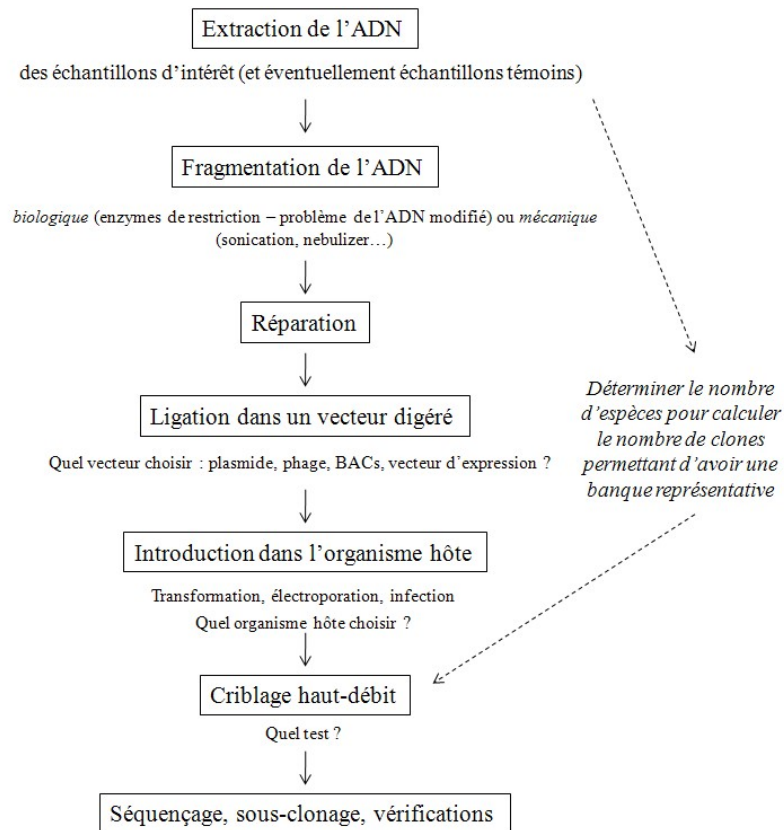 Extraction de l’ADN
des échantillons d’intérêt (et éventuellement échantillons témoins)
Fragmentation de l’ADN
biologique (enzymes de restriction – problème de l’ADN modifié) ou mécanique
(sonication, nebulizer…)
Réparation
Ligation dans un vecteur digéré
Quel vecteur choisir : plasmide, phage, BACs, vecteur d’expression ?
Déterminer le nombre
d’espèces pour calculer
le nombre de clones
permettant d’avoir une
banque représentative
Introduction dans l’organisme hôte
Transformation, électroporation, infection
Quel organisme hôte choisir ?
Criblage haut-débit
Quel test ?
Séquençage, sous-clonage, vérifications